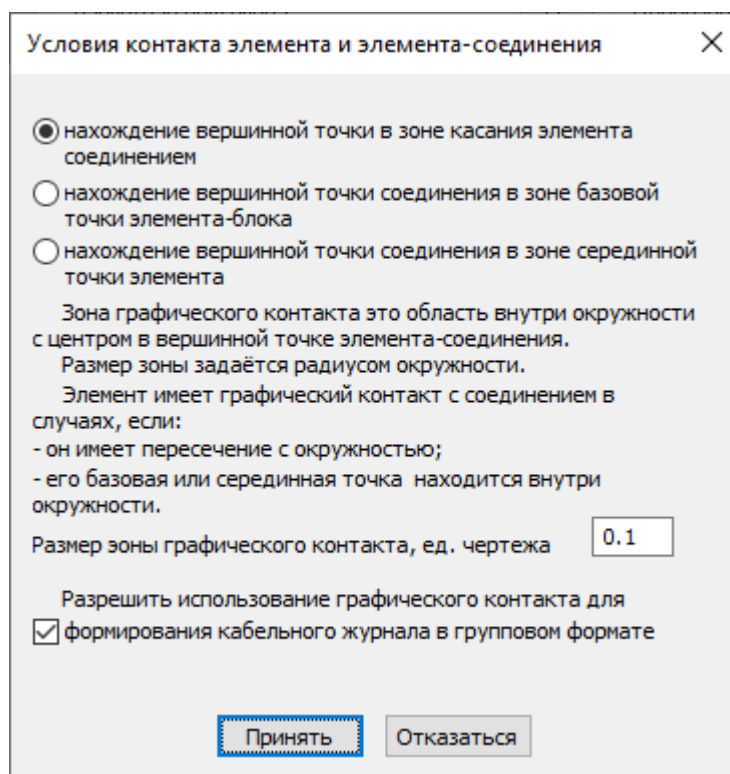 Условия контакта элемента и элемента-соединения
нахождение вершинной точки в зоне касания элемента
соединением
нахождение вершинной точки соединения в зоне базовой
точки элемента-блока
нахождение вершинной точки соединения в зоне серединной
точки элемента
Зона графического контакта это область внутри окружности
с центром в вершинной точке элемента-соединения.
Размер зоны задаётся радиусом окружности.
Элемент имеет графический контакт с соединением в
случаях, если:
- он имеет пересечение с окружностью;
- его базовая или серединная точка находится внутри
окружности.
Размер эоны графического контакта, ед. чертежа 0.1
Разрешить использование графического контакта для
формирования кабельного журнала в групповом формате
Принять Отказаться